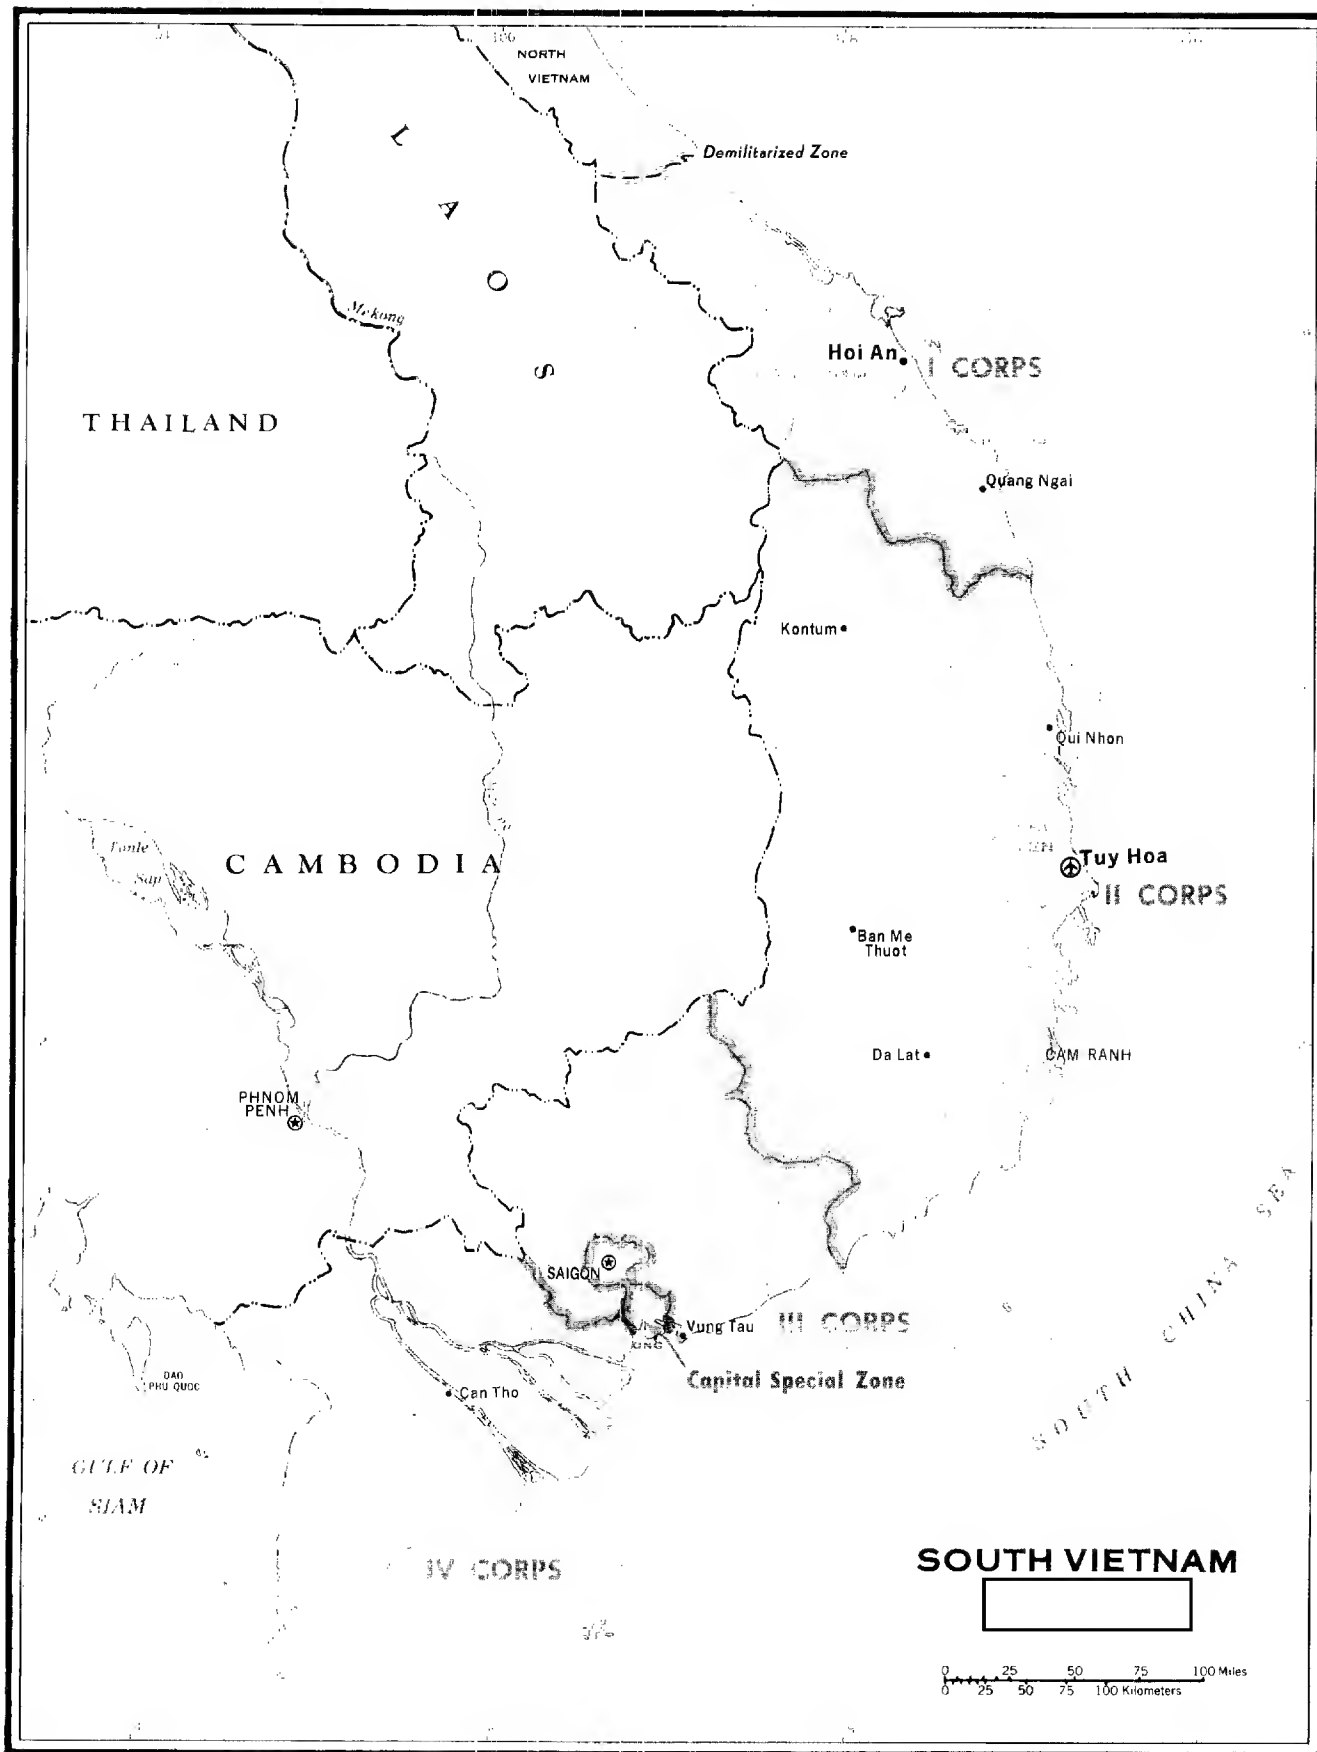 106
NORTH
VIETNAM
Demilitarized Zone
LAOS
Mekong
Hoi An
I CORPS
THAILAND
Quang Ngai
Kontum
Qui Nhon
Tonle
Sap
CAMBODIA
Tuy Hoa
II CORPS
Ban Me
Thuot
Da Lat
CAM RANH
PHNOM
PENH
SAIGON
Vung Tau
III CORPS
Capital Special Zone
DAO
PHU QUOC
Can Tho
SOUTH CHINA SEA
GULF OF
SIAM
IV CORPS
SOUTH VIETNAM
0 25 50 75 100 Miles
0 25 50 75 100 Kilometers